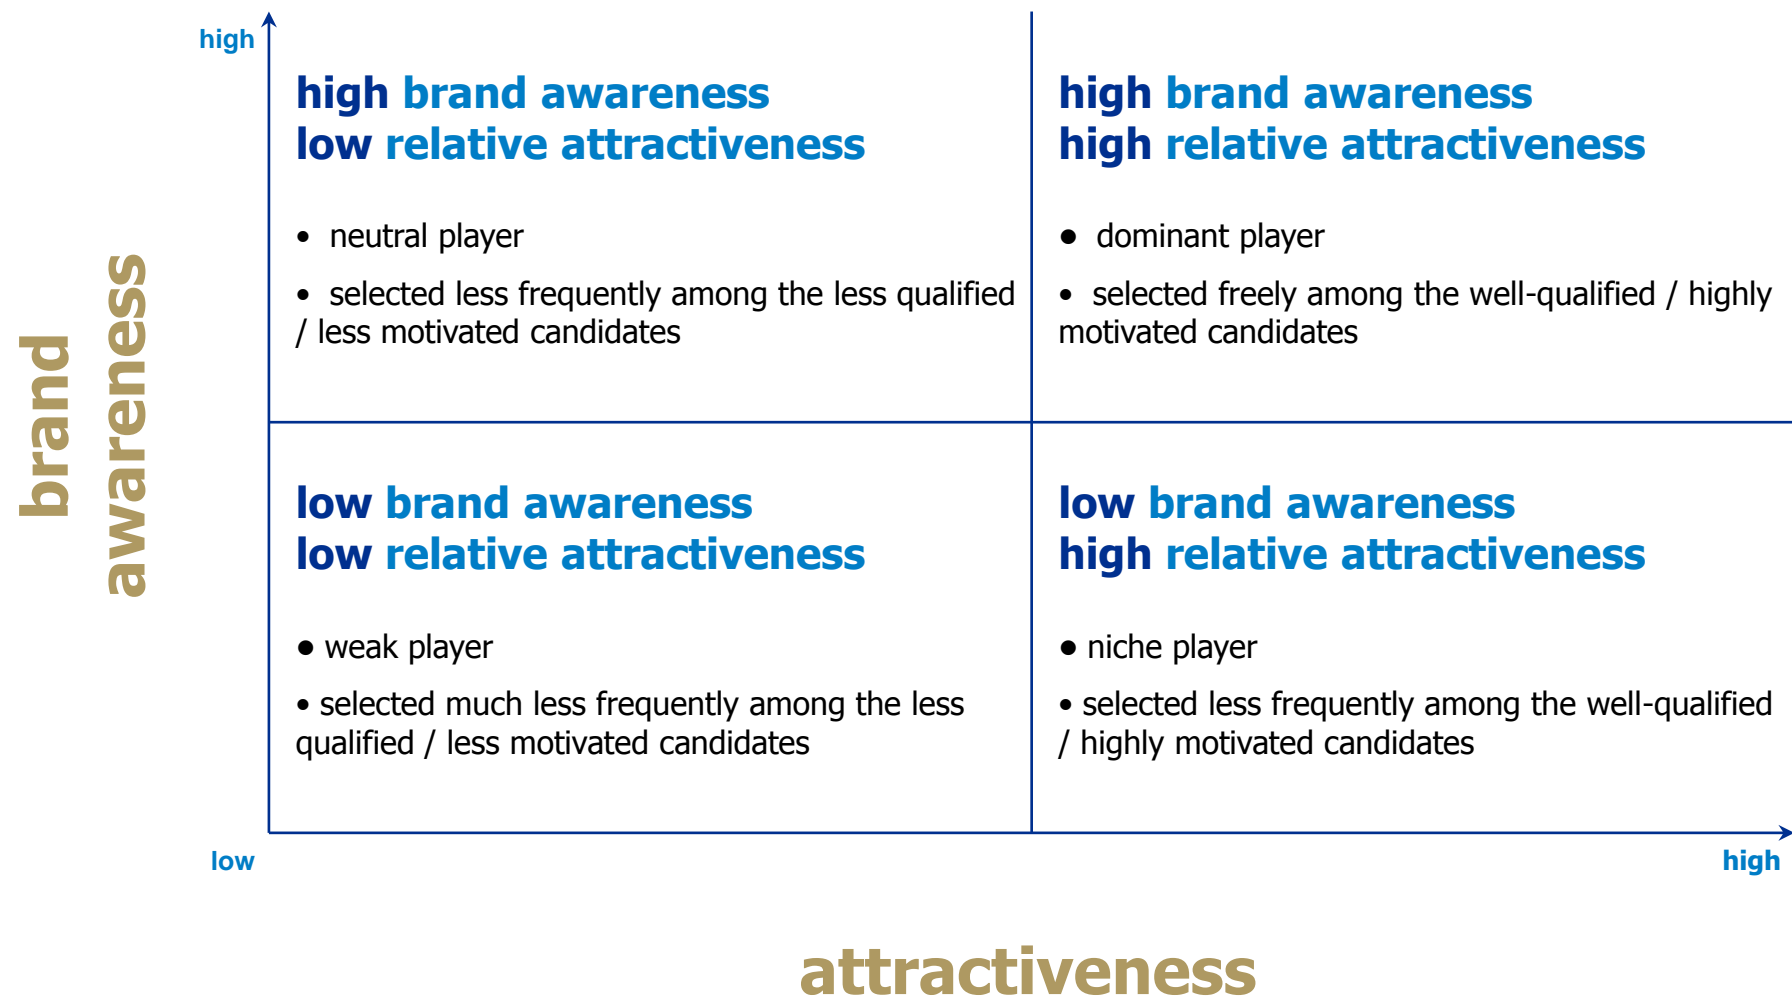 high
high brand awareness
low relative attractiveness
• neutral player
• selected less frequently among the less qualified
/ less motivated candidates
high brand awareness
high relative attractiveness
• dominant player
• selected freely among the well-qualified / highly
motivated candidates
brand
awareness
low brand awareness
low relative attractiveness
• weak player
• selected much less frequently among the less
qualified / less motivated candidates
low brand awareness
high relative attractiveness
• niche player
• selected less frequently among the well-qualified
/ highly motivated candidates
low
high
attractiveness